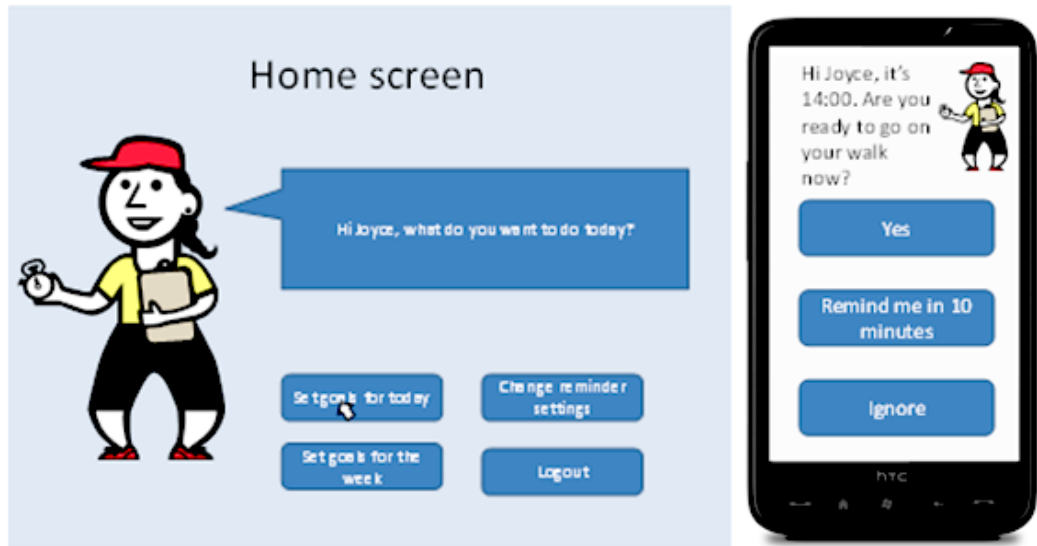 Home screen
Hi Joyce, what do you want to do today?
Set goals for today
Change reminder
settings
Set goals for the
week
Logout
Hi Joyce, it's
14:00. Are you
ready to go on
your walk
now?
Yes
Remind me in 10
minutes
Ignore
hTC